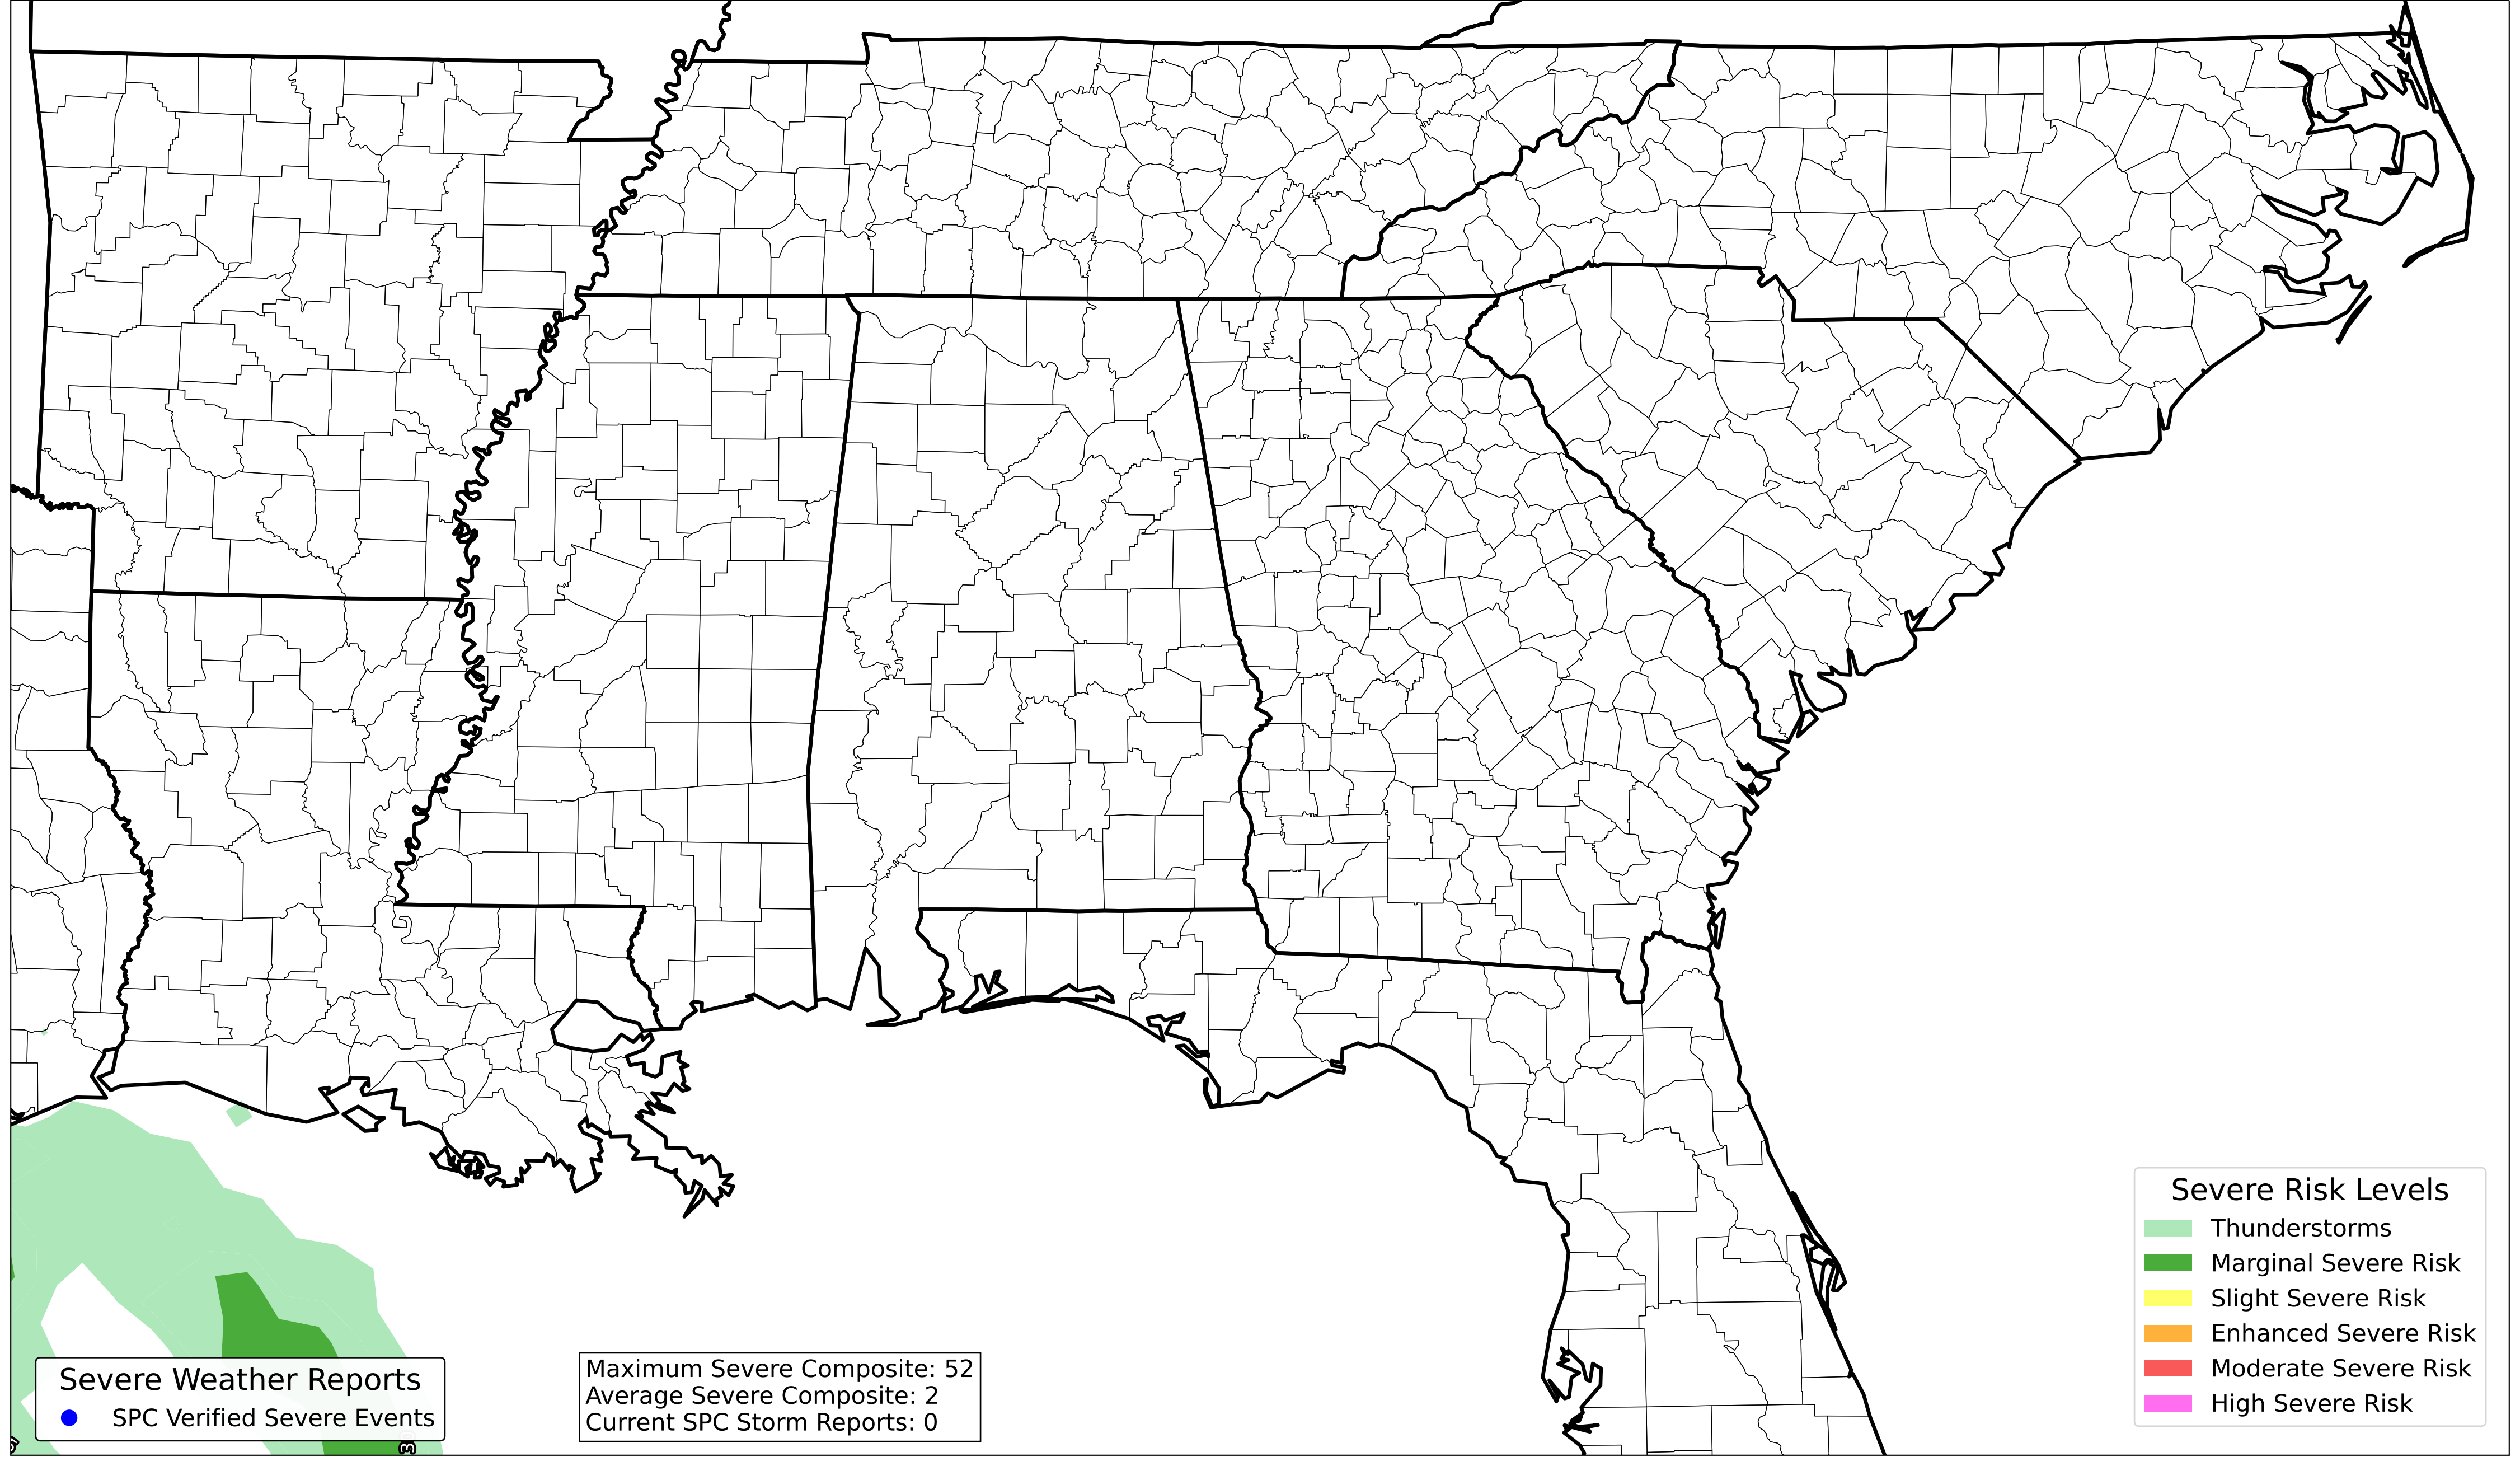 Severe Risk Levels
Thunderstorms
Marginal Severe Risk
Slight Severe Risk
Enhanced Severe Risk
Moderate Severe Risk
High Severe Risk
Severe Weather Reports
SPC Verified Severe Events
Maximum Severe Composite: 52
Average Severe Composite: 2
Current SPC Storm Reports: 0